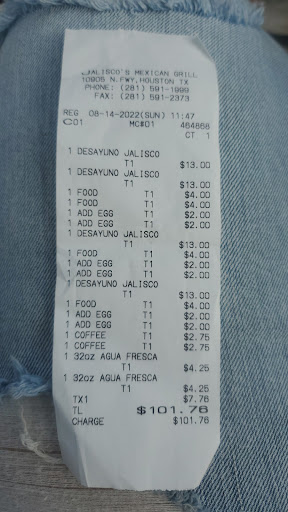 JALISCO'S MEXICAN GRILL
10905 N.FWY,HOUSTON TX
PHONE: (281) 591-1999
FAX: (281) 591-2373
REG 08-14-2022(SUN) 11:47
C01 MC#01 464868
CT 1
1 DESAYUNO JALISCO
T1 $13.00
1 DESAYUNO JALISCO
T1 $13.00
1 FOOD T1 $4.00
1 FOOD T1 $4.00
1 ADD EGG T1 $2.00
1 ADD EGG T1 $2.00
1 DESAYUNO JALISCO
T1 $13.00
1 FOOD T1 $4.00
1 ADD EGG T1 $2.00
1 ADD EGG T1 $2.00
1 DESAYUNO JALISCO
T1 $13.00
1 FOOD T1 $4.00
1 ADD EGG T1 $2.00
1 ADD EGG T1 $2.00
1 COFFEE T1 $2.75
1 COFFEE T1 $2.75
1 32oz AGUA FRESCA
T1 $4.25
1 32oz AGUA FRESCA
T1 $4.25
TX1 $7.76
TL $101.76
CHARGE $101.76